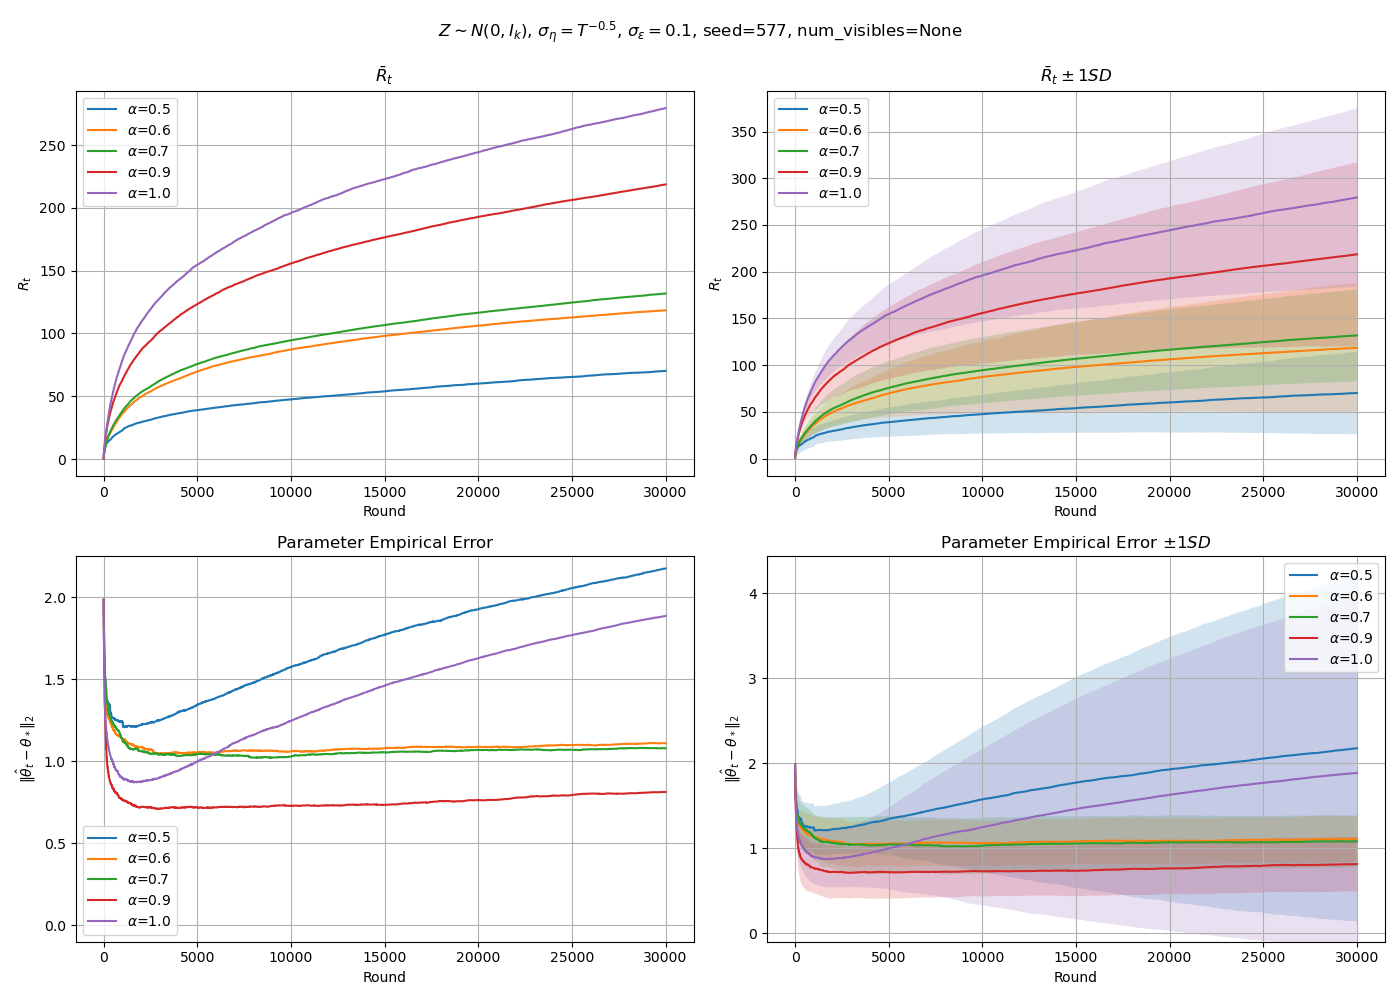 Z ∼ N(0, I_k), σ_η = T^{−0.5}, σ_ε = 0.1, seed=577, num_visibles=None
R̄_t
α=0.5
α=0.6
α=0.7
α=0.9
α=1.0
R_t
250
200
150
100
50
0
0 5000 10000 15000 20000 25000 30000
Round
R̄_t ± 1SD
α=0.5
α=0.6
α=0.7
α=0.9
α=1.0
R_t
350
300
250
200
150
100
50
0
0 5000 10000 15000 20000 25000 30000
Round
Parameter Empirical Error
‖θ̂_t − θ_*‖_2
2.0
1.5
1.0
0.5
0.0
α=0.5
α=0.6
α=0.7
α=0.9
α=1.0
0 5000 10000 15000 20000 25000 30000
Round
Parameter Empirical Error ±1SD
α=0.5
α=0.6
α=0.7
α=0.9
α=1.0
‖θ̂_t − θ_*‖_2
4
3
2
1
0
0 5000 10000 15000 20000 25000 30000
Round